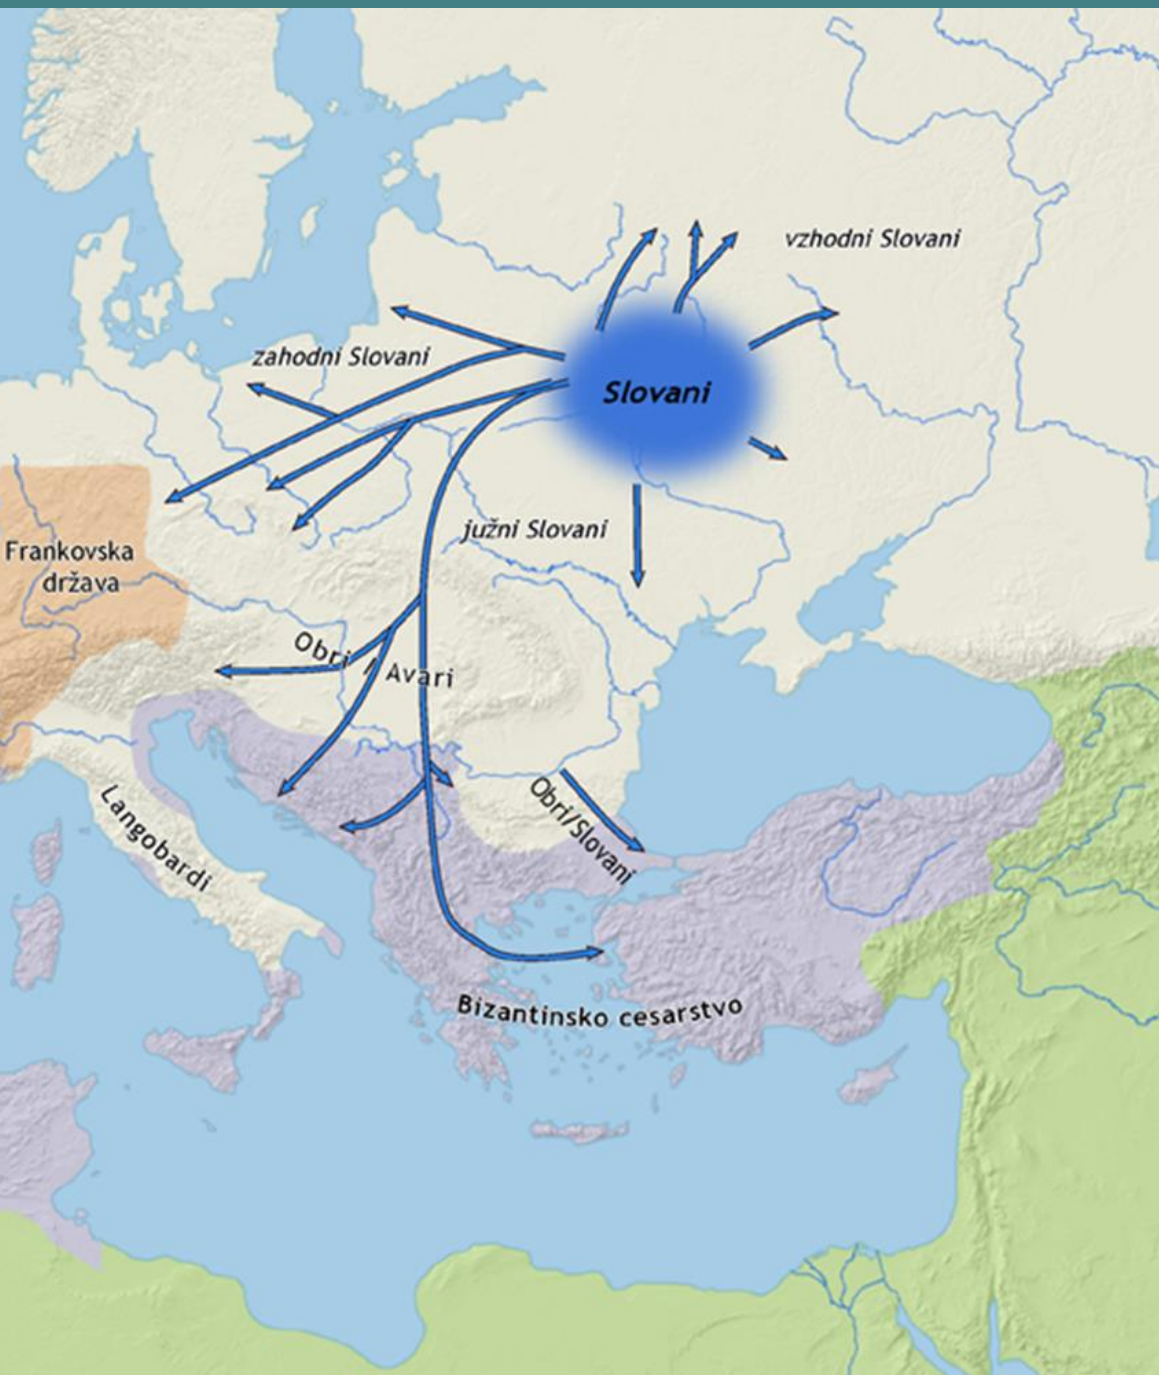 vzhodni Slovani
zahodni Slovani
Slovani
južni Slovani
Frankovska
država
Obri / Avari
Obri/Slovani
Langobardi
Bizantinsko cesarstvo